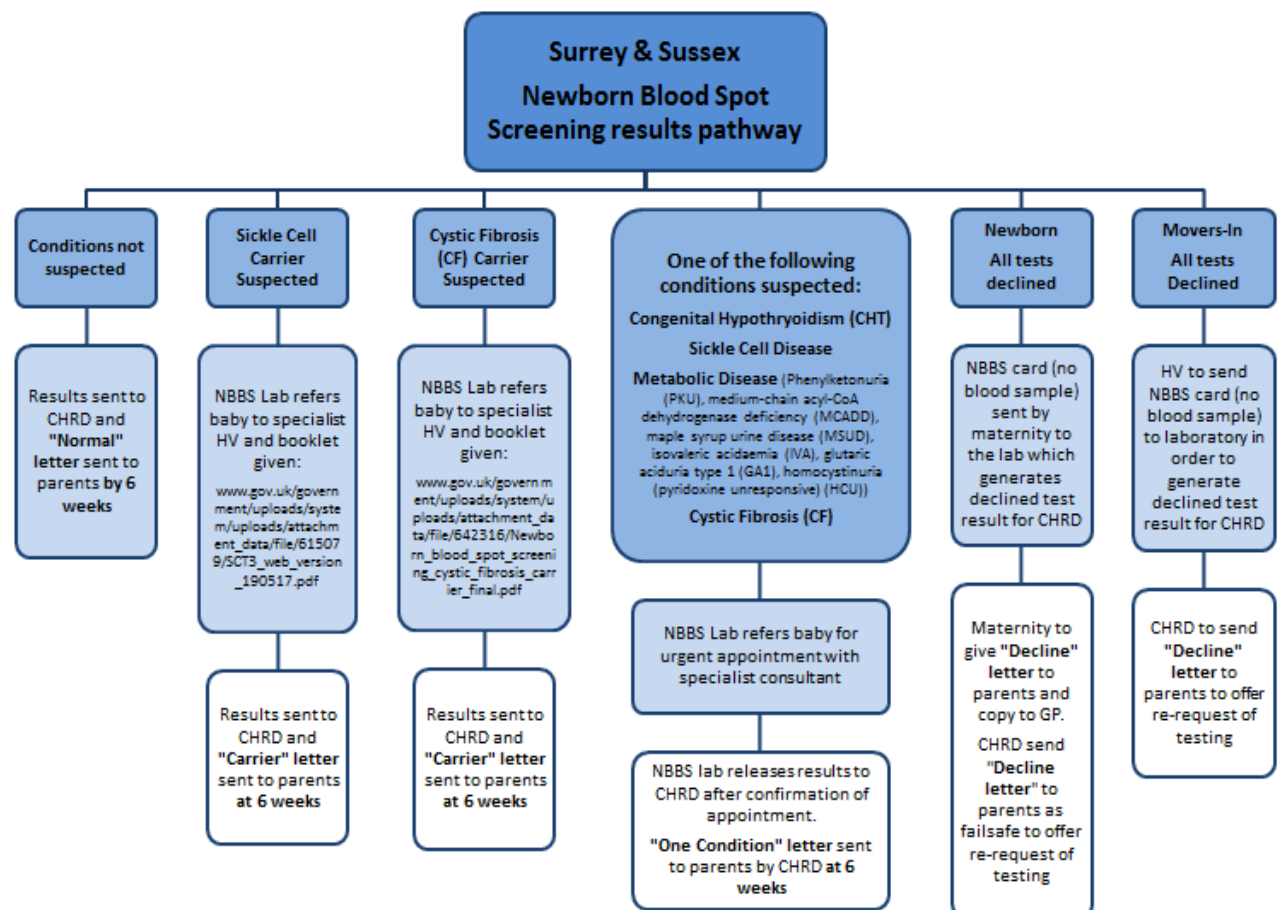 Surrey & Sussex
Newborn Blood Spot
Screening results pathway
Conditions not
suspected
Results sent to
CHRD and
"Normal"
letter sent to
parents by 6
weeks
Sickle Cell
Carrier
Suspected
NBBS Lab refers
baby to specialist
HV and booklet
given:
www.gov.uk/govern
ment/uploads/syste
m/uploads/attachm
ent_data/file/61507
9/SCT3_web_version
_190517.pdf
Results sent to
CHRD and
"Carrier" letter
sent to parents
at 6 weeks
Cystic Fibrosis
(CF) Carrier
Suspected
NBBS Lab refers
baby to specialist
HV and booklet
given:
www.gov.uk/governm
ent/uploads/system/u
ploads/attachment_da
ta/file/642316/Newbo
rn_blood_spot_screeni
ng_cystic_fibrosis_carr
ier_final.pdf
Results sent to
CHRD and
"Carrier" letter
sent to parents
at 6 weeks
One of the following
conditions suspected:
Congenital Hypothryoidism (CHT)
Sickle Cell Disease
Metabolic Disease (Phenylketonuria
(PKU), medium-chain acyl-CoA
dehydrogenase deficiency (MCADD),
maple syrup urine disease (MSUD),
isovaleric acidaemia (IVA), glutaric
aciduria type 1 (GA1), homocystinuria
(pyridoxine unresponsive) (HCU))
Cystic Fibrosis (CF)
NBBS Lab refers baby for
urgent appointment with
specialist consultant
NBBS lab releases results to
CHRD after confirmation of
appointment.
"One Condition" letter sent
to parents by CHRD at 6
weeks
Newborn
All tests
declined
NBBS card (no
blood sample)
sent by
maternity to
the lab which
generates
declined test
result for CHRD
Maternity to
give "Decline"
letter to
parents and
copy to GP.
CHRD send
"Decline
letter" to
parents as
failsafe to offer
re-request of
testing
Movers-In
All tests
Declined
HV to send
NBBS card (no
blood sample)
to laboratory in
order to
generate
declined test
result for CHRD
CHRD to send
"Decline"
letter to
parents to offer
re-request of
testing